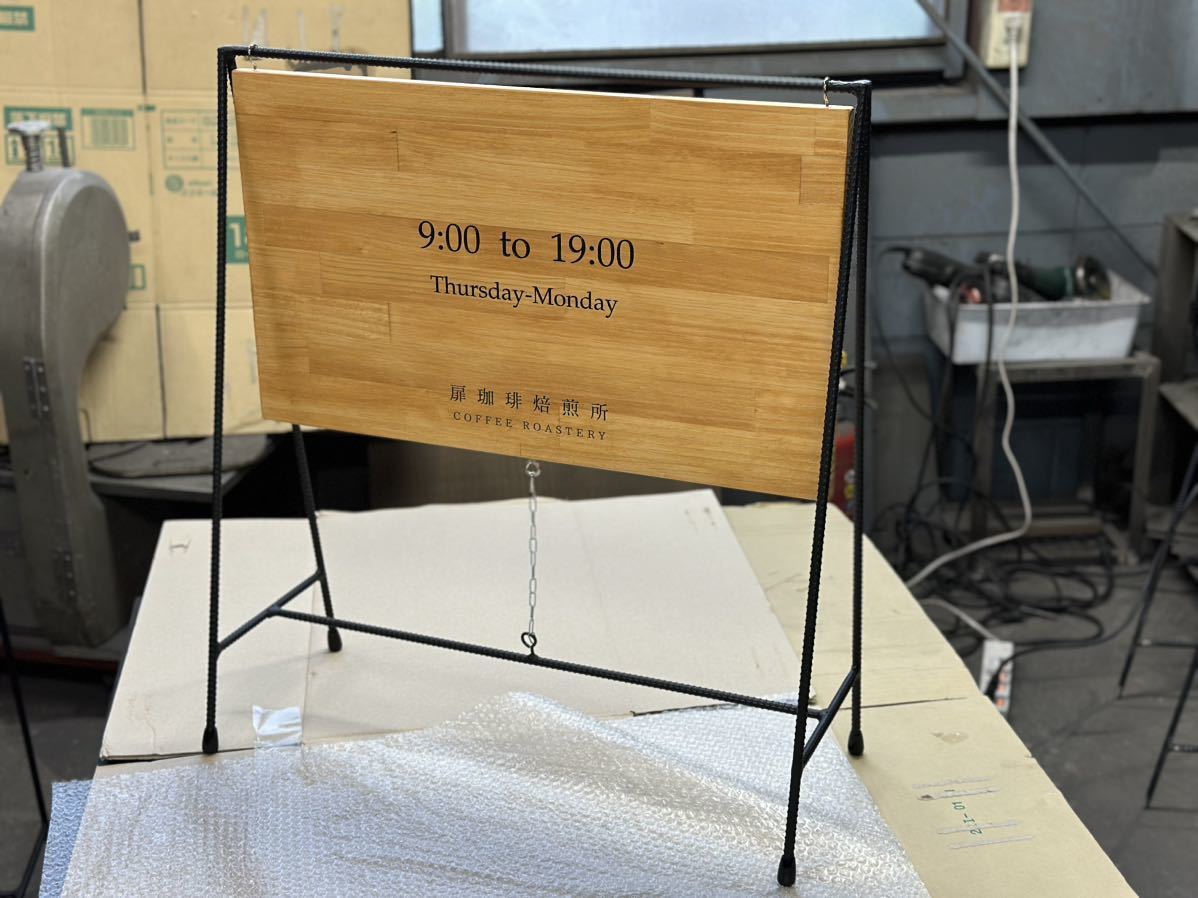 9:00 to 19:00
Thursday-Monday
扉珈琲焙煎所
COFFEE ROASTERY